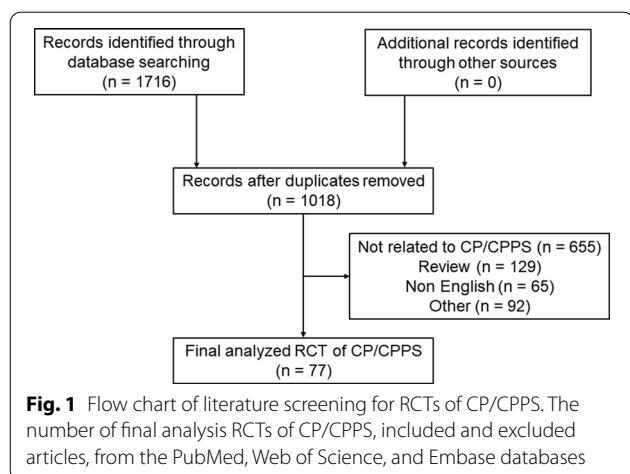 Records identified through
database searching
(n = 1716)
Additional records identified
through other sources
(n = 0)
Records after duplicates removed
(n = 1018)
Not related to CP/CPPS (n = 655)
Review (n = 129)
Non English (n = 65)
Other (n = 92)
Final analyzed RCT of CP/CPPS
(n = 77)
Fig. 1 Flow chart of literature screening for RCTs of CP/CPPS. The
number of final analysis RCTs of CP/CPPS, included and excluded
articles, from the PubMed, Web of Science, and Embase databases